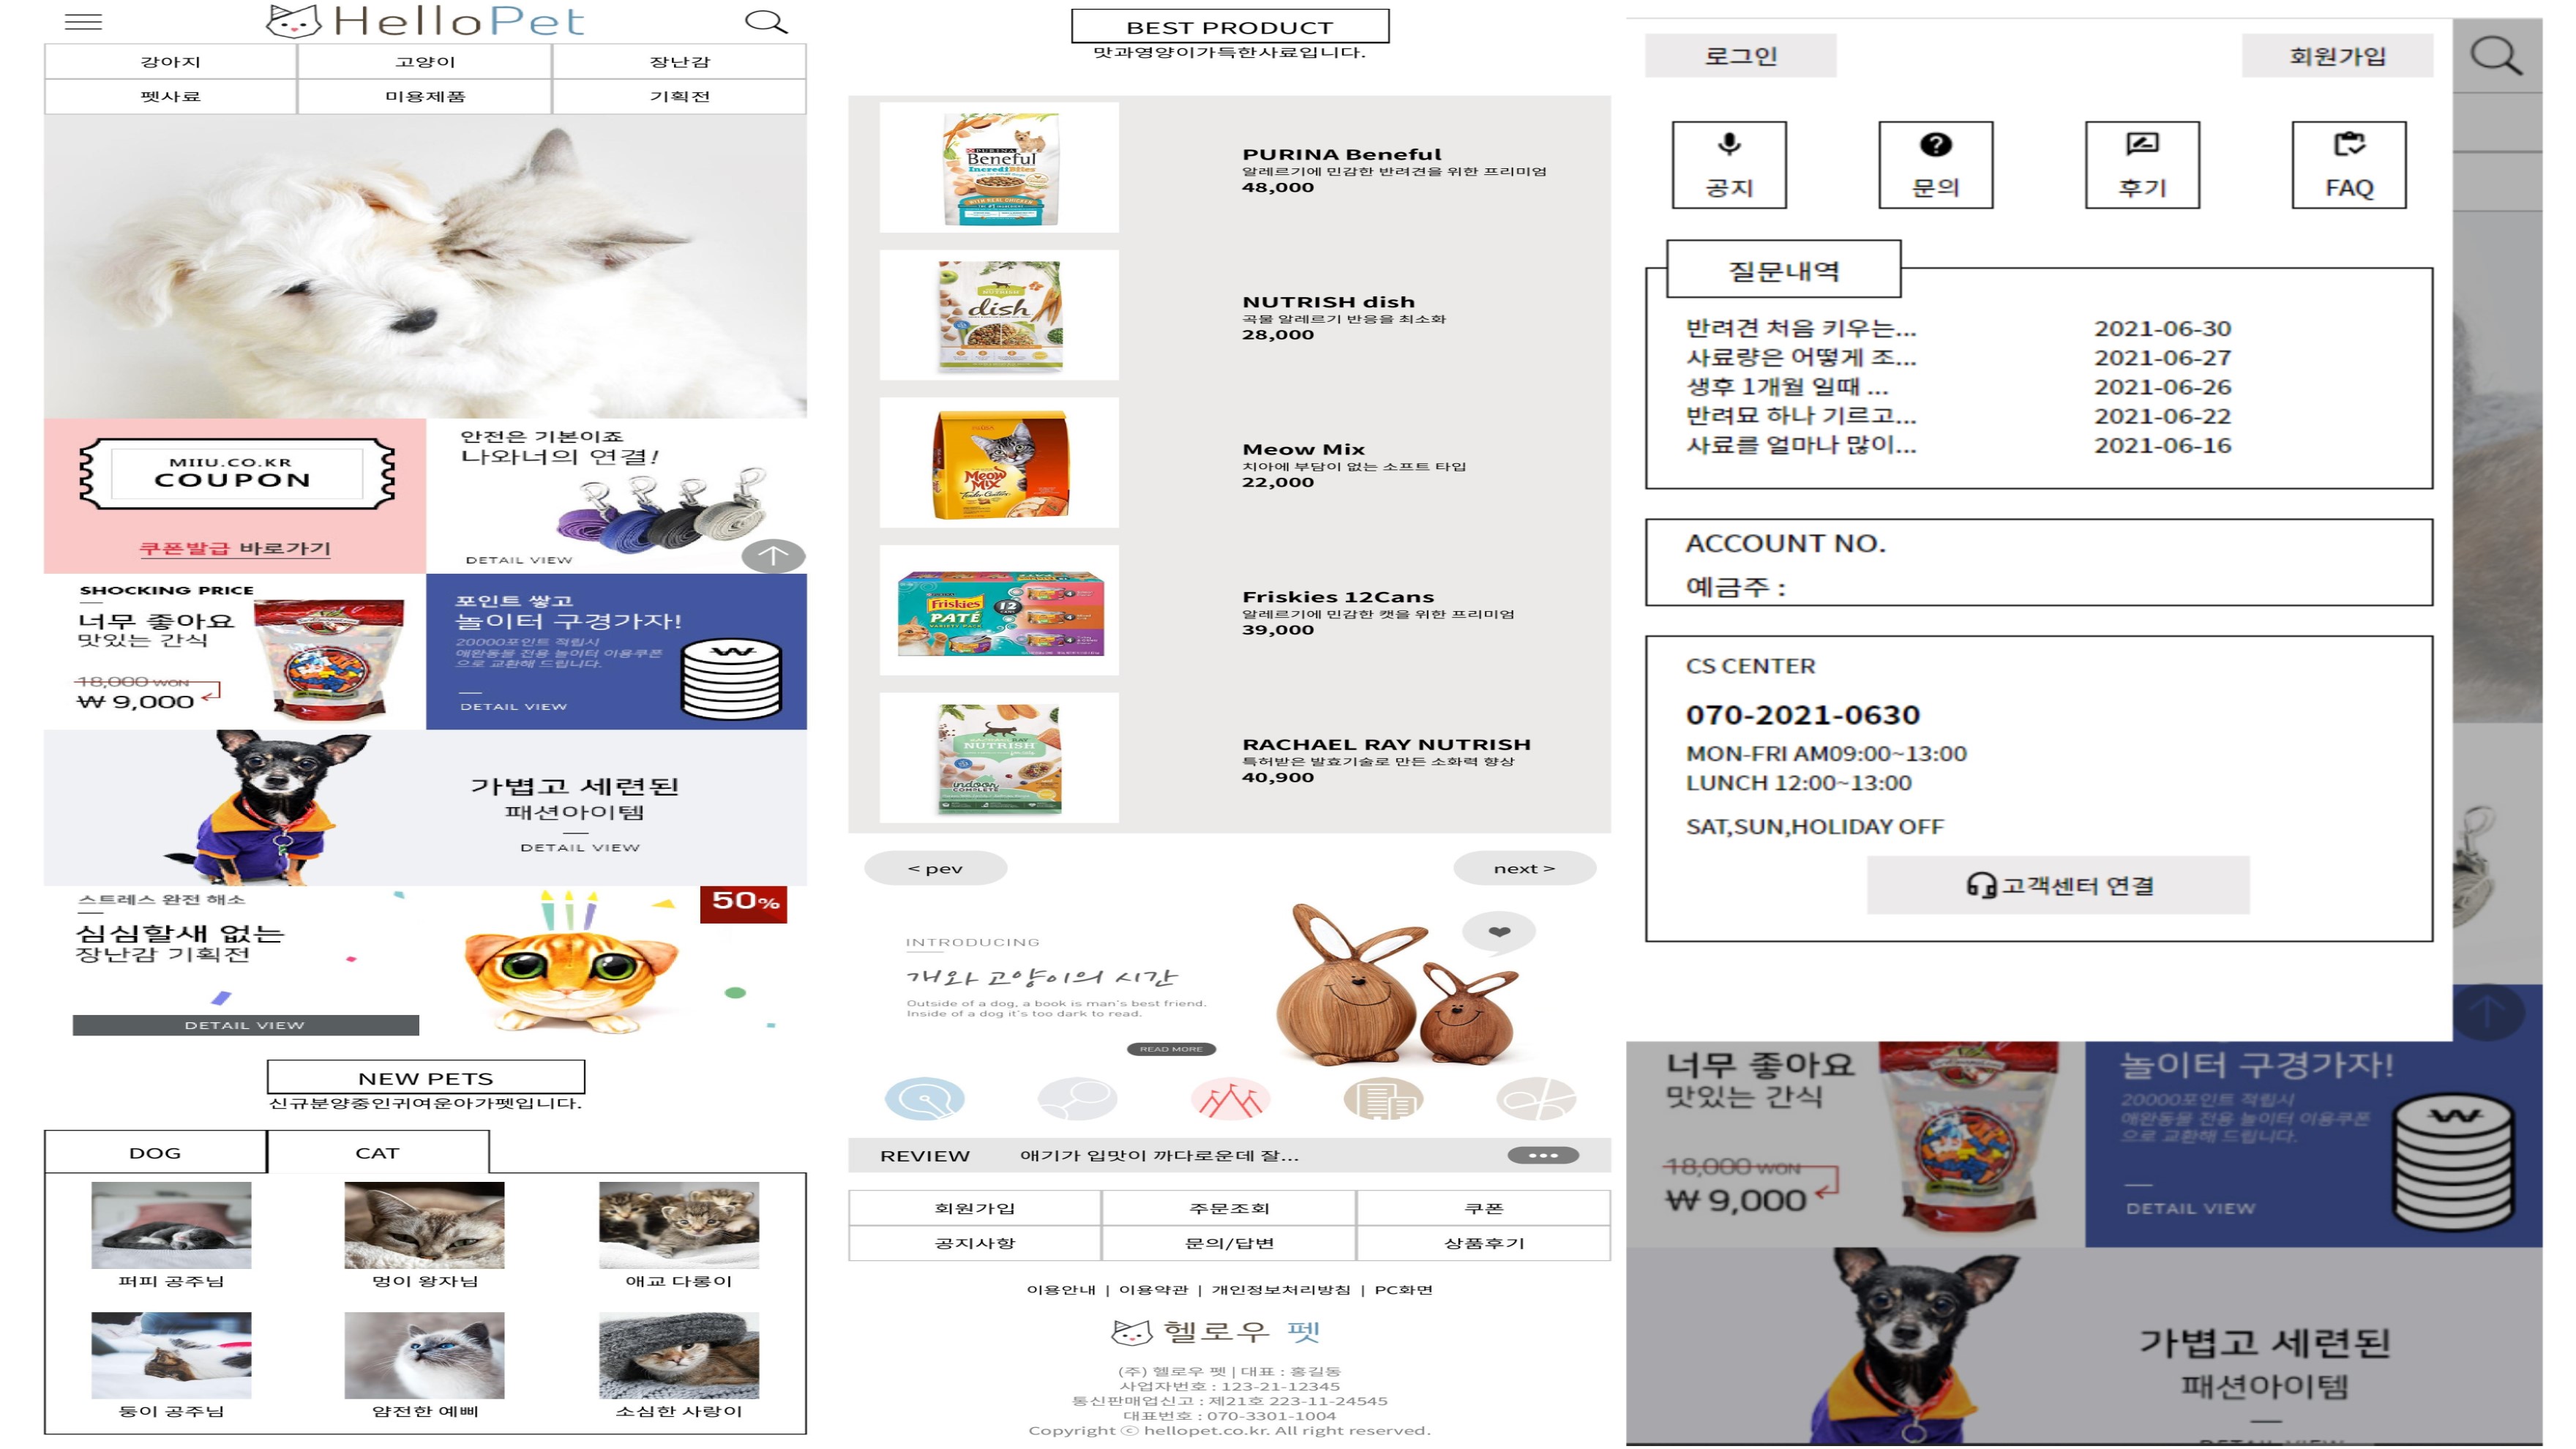 HelloPet
강아지 고양이 장난감
펫사료 미용제품 기획전
MIIU.CO.KR
COUPON
쿠폰발급 바로가기
안전은 기본이죠
나와너의 연결!
DETAIL VIEW
SHOCKING PRICE
너무 좋아요
맛있는 간식
18,000 WON
₩ 9,000
포인트 쌓고
놀이터 구경가자!
20000포인트 적립시
애완동물 전용 놀이터 이용쿠폰
으로 교환해 드립니다.
DETAIL VIEW
가볍고 세련된
패션아이템
DETAIL VIEW
스트레스 완전 해소
심심할새 없는
장난감 기획전
DETAIL VIEW
50%
NEW PETS
신규분양중인귀여운아가펫입니다.
DOG CAT
퍼피 공주님 멍이 왕자님 애교 다롱이
둥이 공주님 얌전한 예삐 소심한 사랑이
BEST PRODUCT
맛과영양이가득한사료입니다.
PURINA
Beneful
IncrediBites
PURINA Beneful
알레르기에 민감한 반려견을 위한 프리미엄
48,000
NUTRISH
dish
NUTRISH dish
곡물 알레르기 반응을 최소화
28,000
Meow
Mix
Tender Centers
Meow Mix
치아에 부담이 없는 소프트 타입
22,000
Friskies
12
PATÉ
Friskies 12Cans
알레르기에 민감한 캣을 위한 프리미엄
39,000
NUTRISH
indoor
COMPLETE
RACHAEL RAY NUTRISH
특허받은 발효기술로 만든 소화력 향상
40,900
< pev next >
INTRODUCING
개와 고양이의 시간
Outside of a dog, a book is man's best friend.
Inside of a dog it's too dark to read.
READ MORE
REVIEW 애기가 입맛이 까다로운데 잘...
회원가입 주문조회 쿠폰
공지사항 문의/답변 상품후기
이용안내 | 이용약관 | 개인정보처리방침 | PC화면
헬로우 펫
(주) 헬로우 펫 | 대표 : 홍길동
사업자번호 : 123-21-12345
통신판매업신고 : 제21호 223-11-24545
대표번호 : 070-3301-1004
Copyright ⓒ hellopet.co.kr. All right reserved.
로그인 회원가입
공지 문의 후기 FAQ
질문내역
반려견 처음 키우는... 2021-06-30
사료량은 어떻게 조... 2021-06-27
생후 1개월 일때 ... 2021-06-26
반려묘 하나 기르고... 2021-06-22
사료를 얼마나 많이... 2021-06-16
ACCOUNT NO.
예금주 :
CS CENTER
070-2021-0630
MON-FRI AM09:00~13:00
LUNCH 12:00~13:00
SAT,SUN,HOLIDAY OFF
고객센터 연결
너무 좋아요
맛있는 간식
18,000 WON
₩ 9,000
놀이터 구경가자!
20000포인트 적립시
애완동물 전용 놀이터 이용쿠폰
으로 교환해 드립니다.
DETAIL VIEW
가볍고 세련된
패션아이템